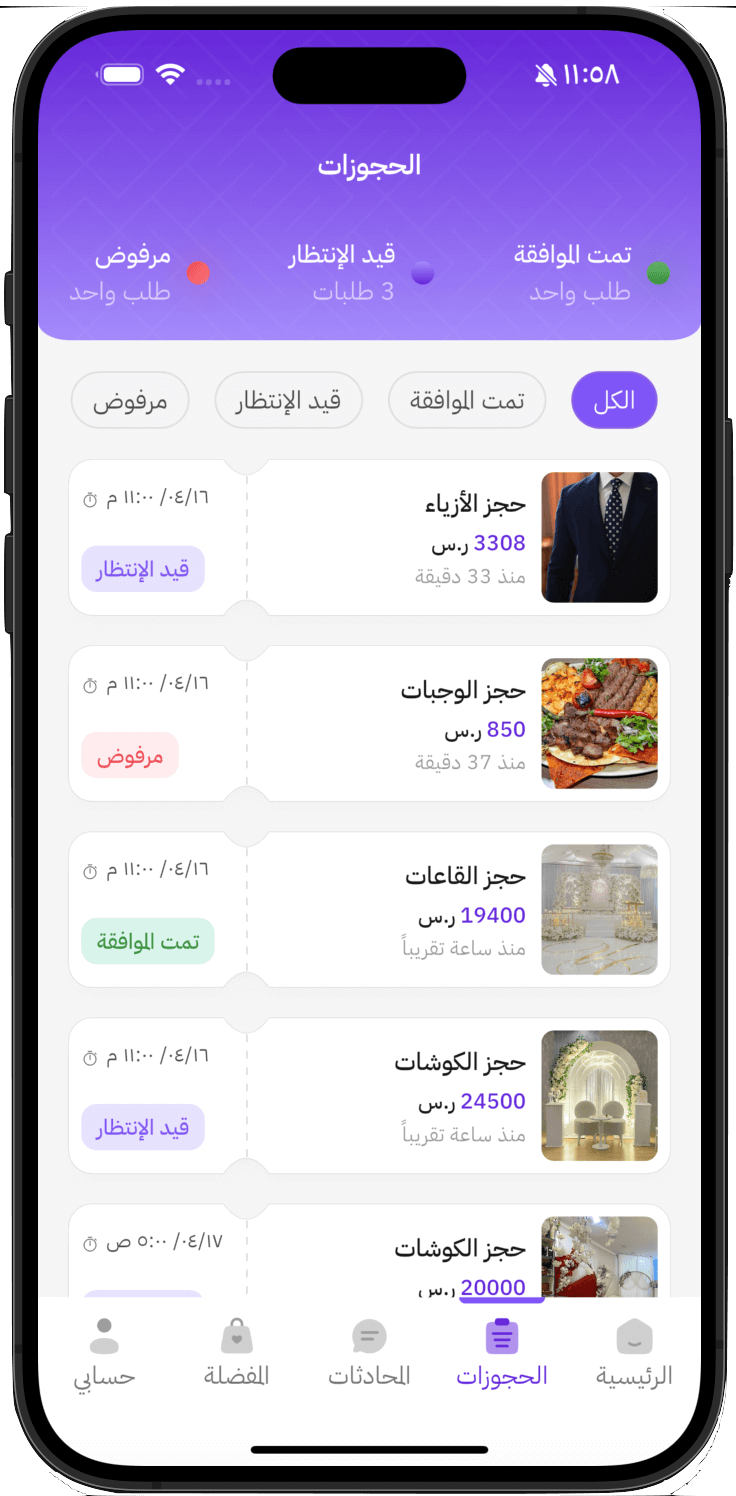 ١١:٥٨
الحجوزات
تمت الموافقة
طلب واحد
قيد الإنتظار
3 طلبات
مرفوض
طلب واحد
الكل
تمت الموافقة
قيد الإنتظار
مرفوض
حجز الأزياء
3308 ر.س
منذ 33 دقيقة
٠٤/١٦/ ١١:٠٠ م
قيد الإنتظار
حجز الوجبات
850 ر.س
منذ 37 دقيقة
٠٤/١٦/ ١١:٠٠ م
مرفوض
حجز القاعات
19400 ر.س
منذ ساعة تقريباً
٠٤/١٦/ ١١:٠٠ م
تمت الموافقة
حجز الكوشات
24500 ر.س
منذ ساعة تقريباً
٠٤/١٦/ ١١:٠٠ م
قيد الإنتظار
حجز الكوشات
20000 ر.س
٠٤/١٧/ ٥:٠٠ ص
الرئيسية
الحجوزات
المحادثات
المفضلة
حسابي